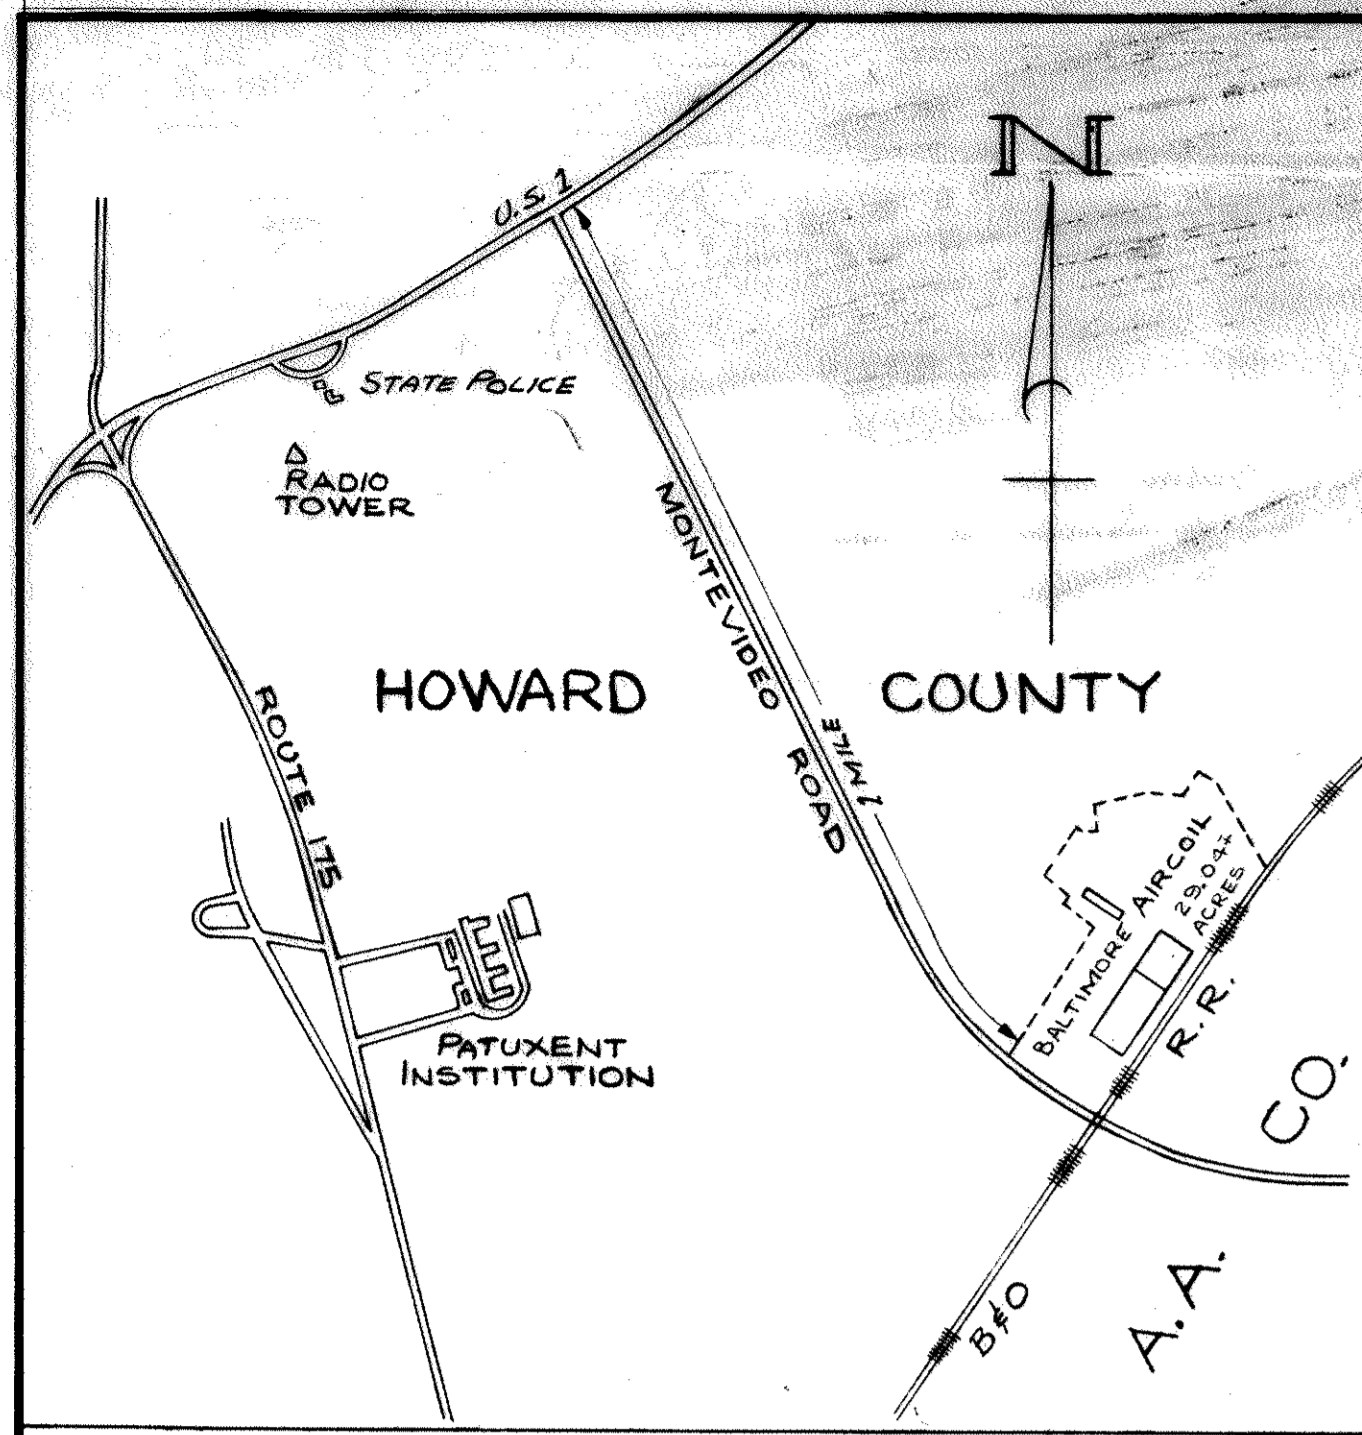 N
U.S. 1
STATE POLICE
RADIO
TOWER
MONTEVIDEO ROAD
1 MILE
HOWARD COUNTY
ROUTE 175
BALTIMORE AIRCOIL
29.04±
ACRES
R.R.
PATUXENT
INSTITUTION
CO.
A.A.
B&O